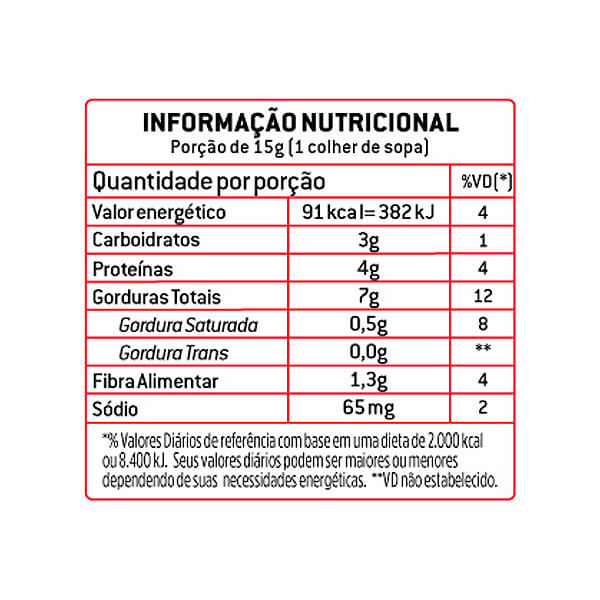 INFORMAÇÃO NUTRICIONAL
Porção de 15g (1 colher de sopa)
Quantidade por porção %VD(*)
Valor energético 91 kcal = 382 kJ 4
Carboidratos 3g 1
Proteínas 4g 4
Gorduras Totais 7g 12
Gordura Saturada 0,5g 8
Gordura Trans 0,0g **
Fibra Alimentar 1,3g 4
Sódio 65 mg 2
*% Valores Diários de referência com base em uma dieta de 2.000 kcal
ou 8.400 kJ. Seus valores diários podem ser maiores ou menores
dependendo de suas necessidades energéticas. **VD não estabelecido.